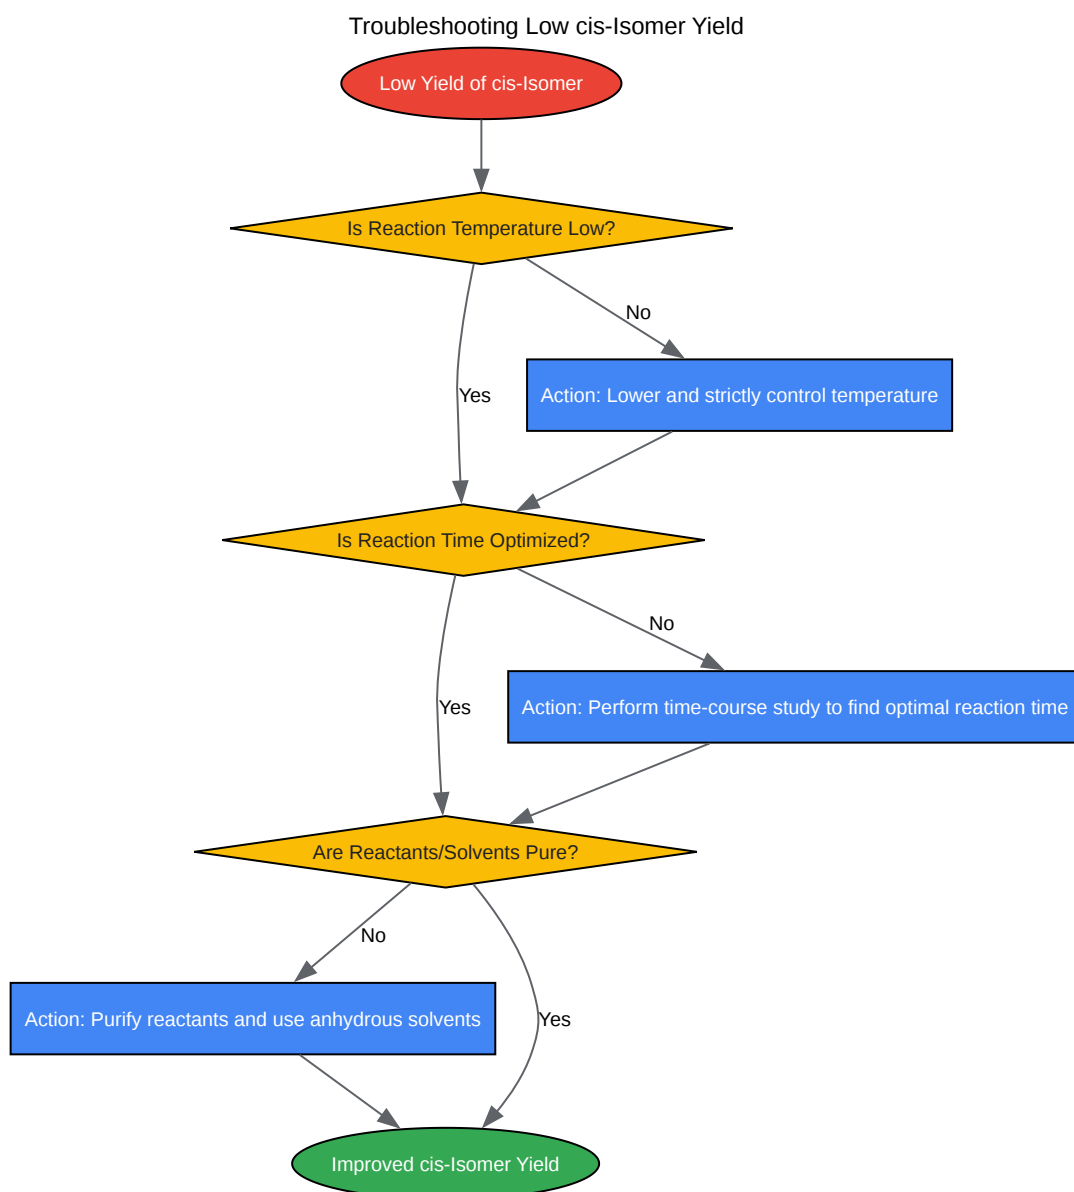 Troubleshooting Low cis-Isomer Yield
Low Yield of cis-Isomer
Is Reaction Temperature Low?
No
Yes
Action: Lower and strictly control temperature
Is Reaction Time Optimized?
No
Yes
Action: Perform time-course study to find optimal reaction time
Are Reactants/Solvents Pure?
No
Yes
Action: Purify reactants and use anhydrous solvents
Improved cis-Isomer Yield